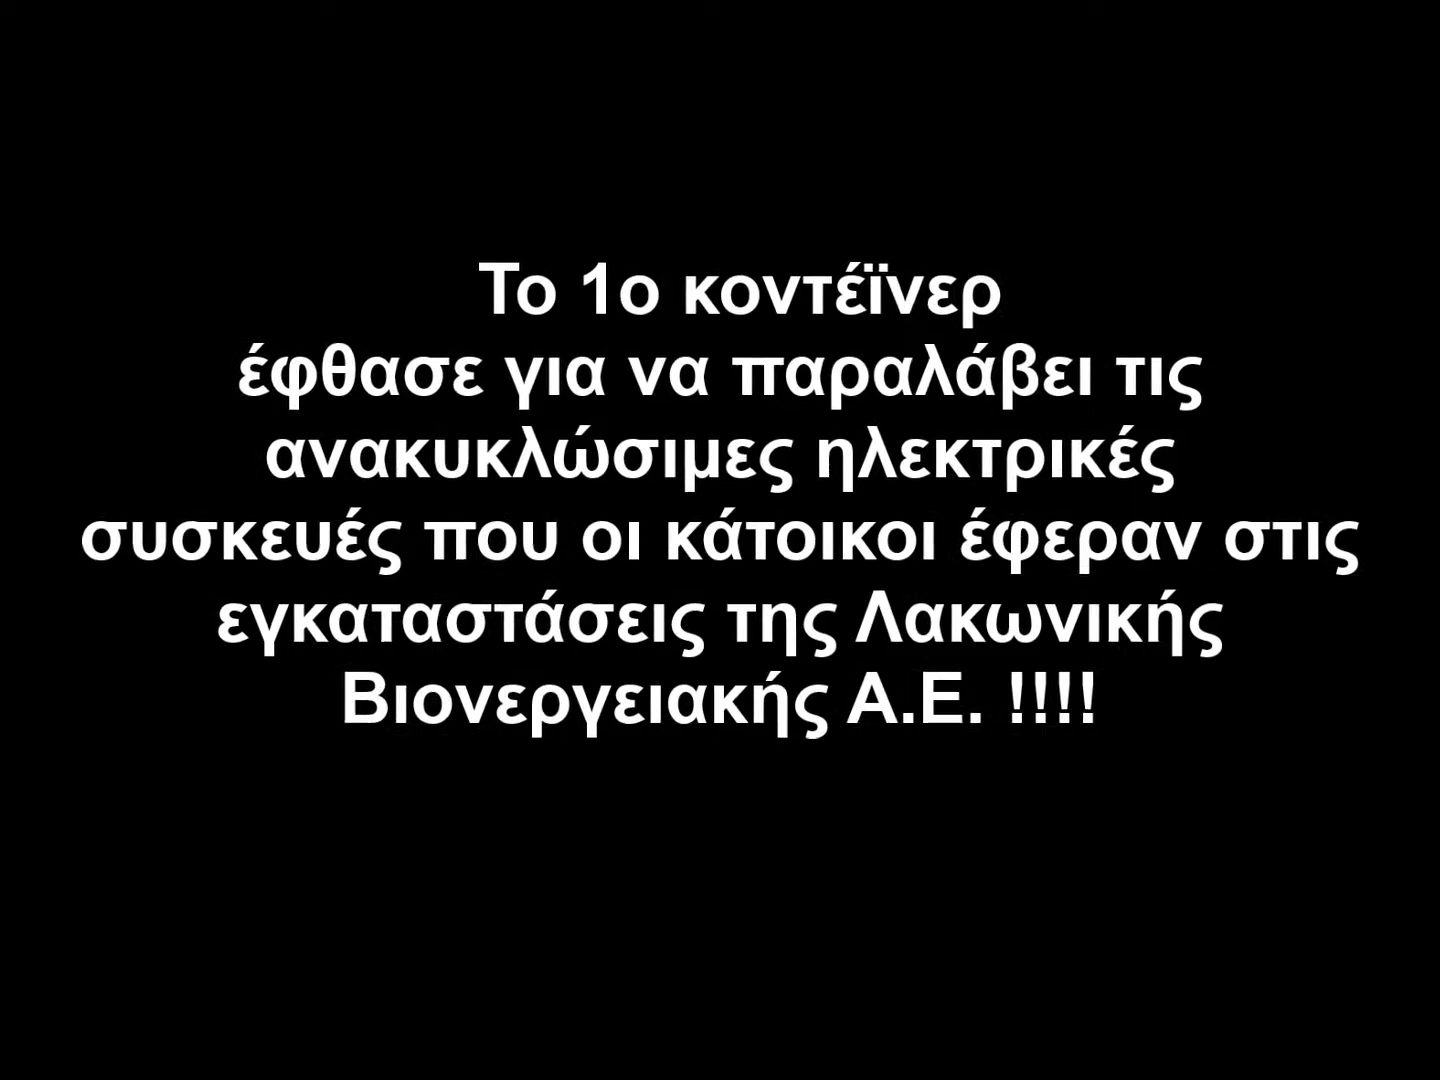 Το 1ο κοντέϊνερ
έφθασε για να παραλάβει τις
ανακυκλώσιμες ηλεκτρικές
συσκευές που οι κάτοικοι έφεραν στις
εγκαταστάσεις της Λακωνικής
Βιονεργειακής Α.Ε. !!!!